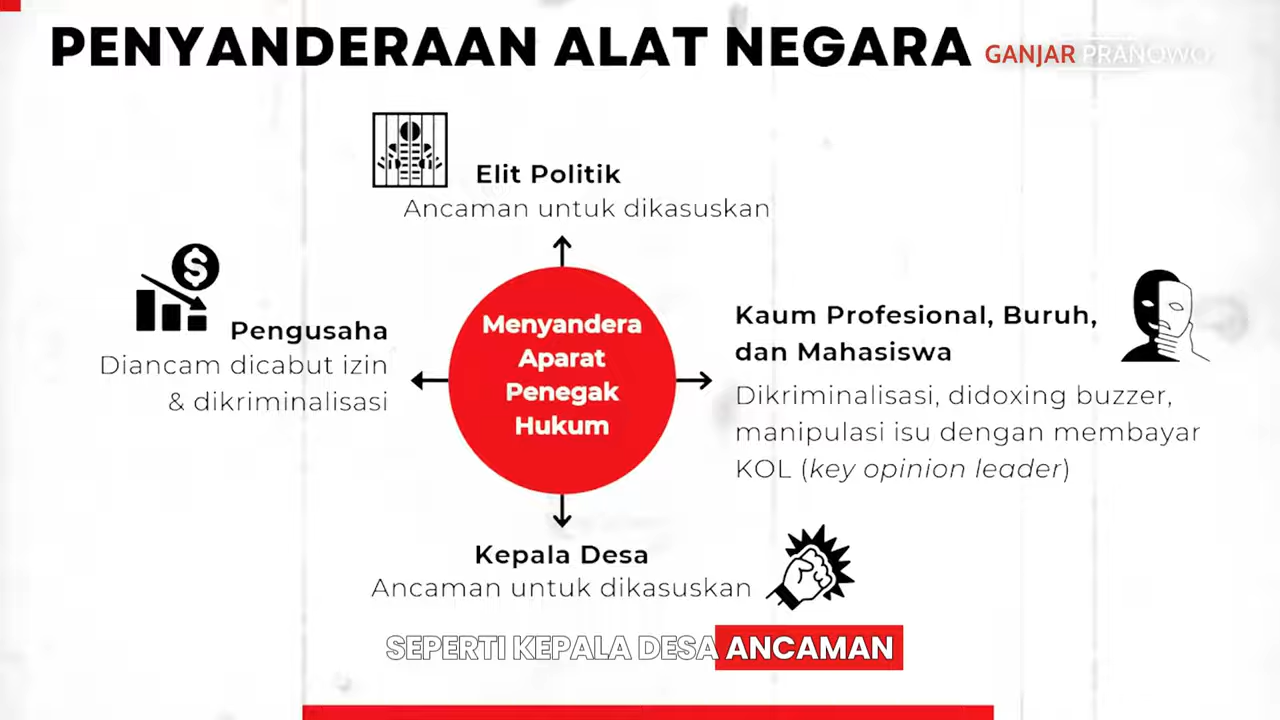 PENYANDERAAN ALAT NEGARA
GANJAR PRANOWO
Elit Politik
Ancaman untuk dikasuskan
Pengusaha
Diancam dicabut izin
& dikriminalisasi
Menyandera
Aparat
Penegak
Hukum
Kaum Profesional, Buruh,
dan Mahasiswa
Dikriminalisasi, didoxing buzzer,
manipulasi isu dengan membayar
KOL (key opinion leader)
Kepala Desa
Ancaman untuk dikasuskan
SEPERTI KEPALA DESA ANCAMAN